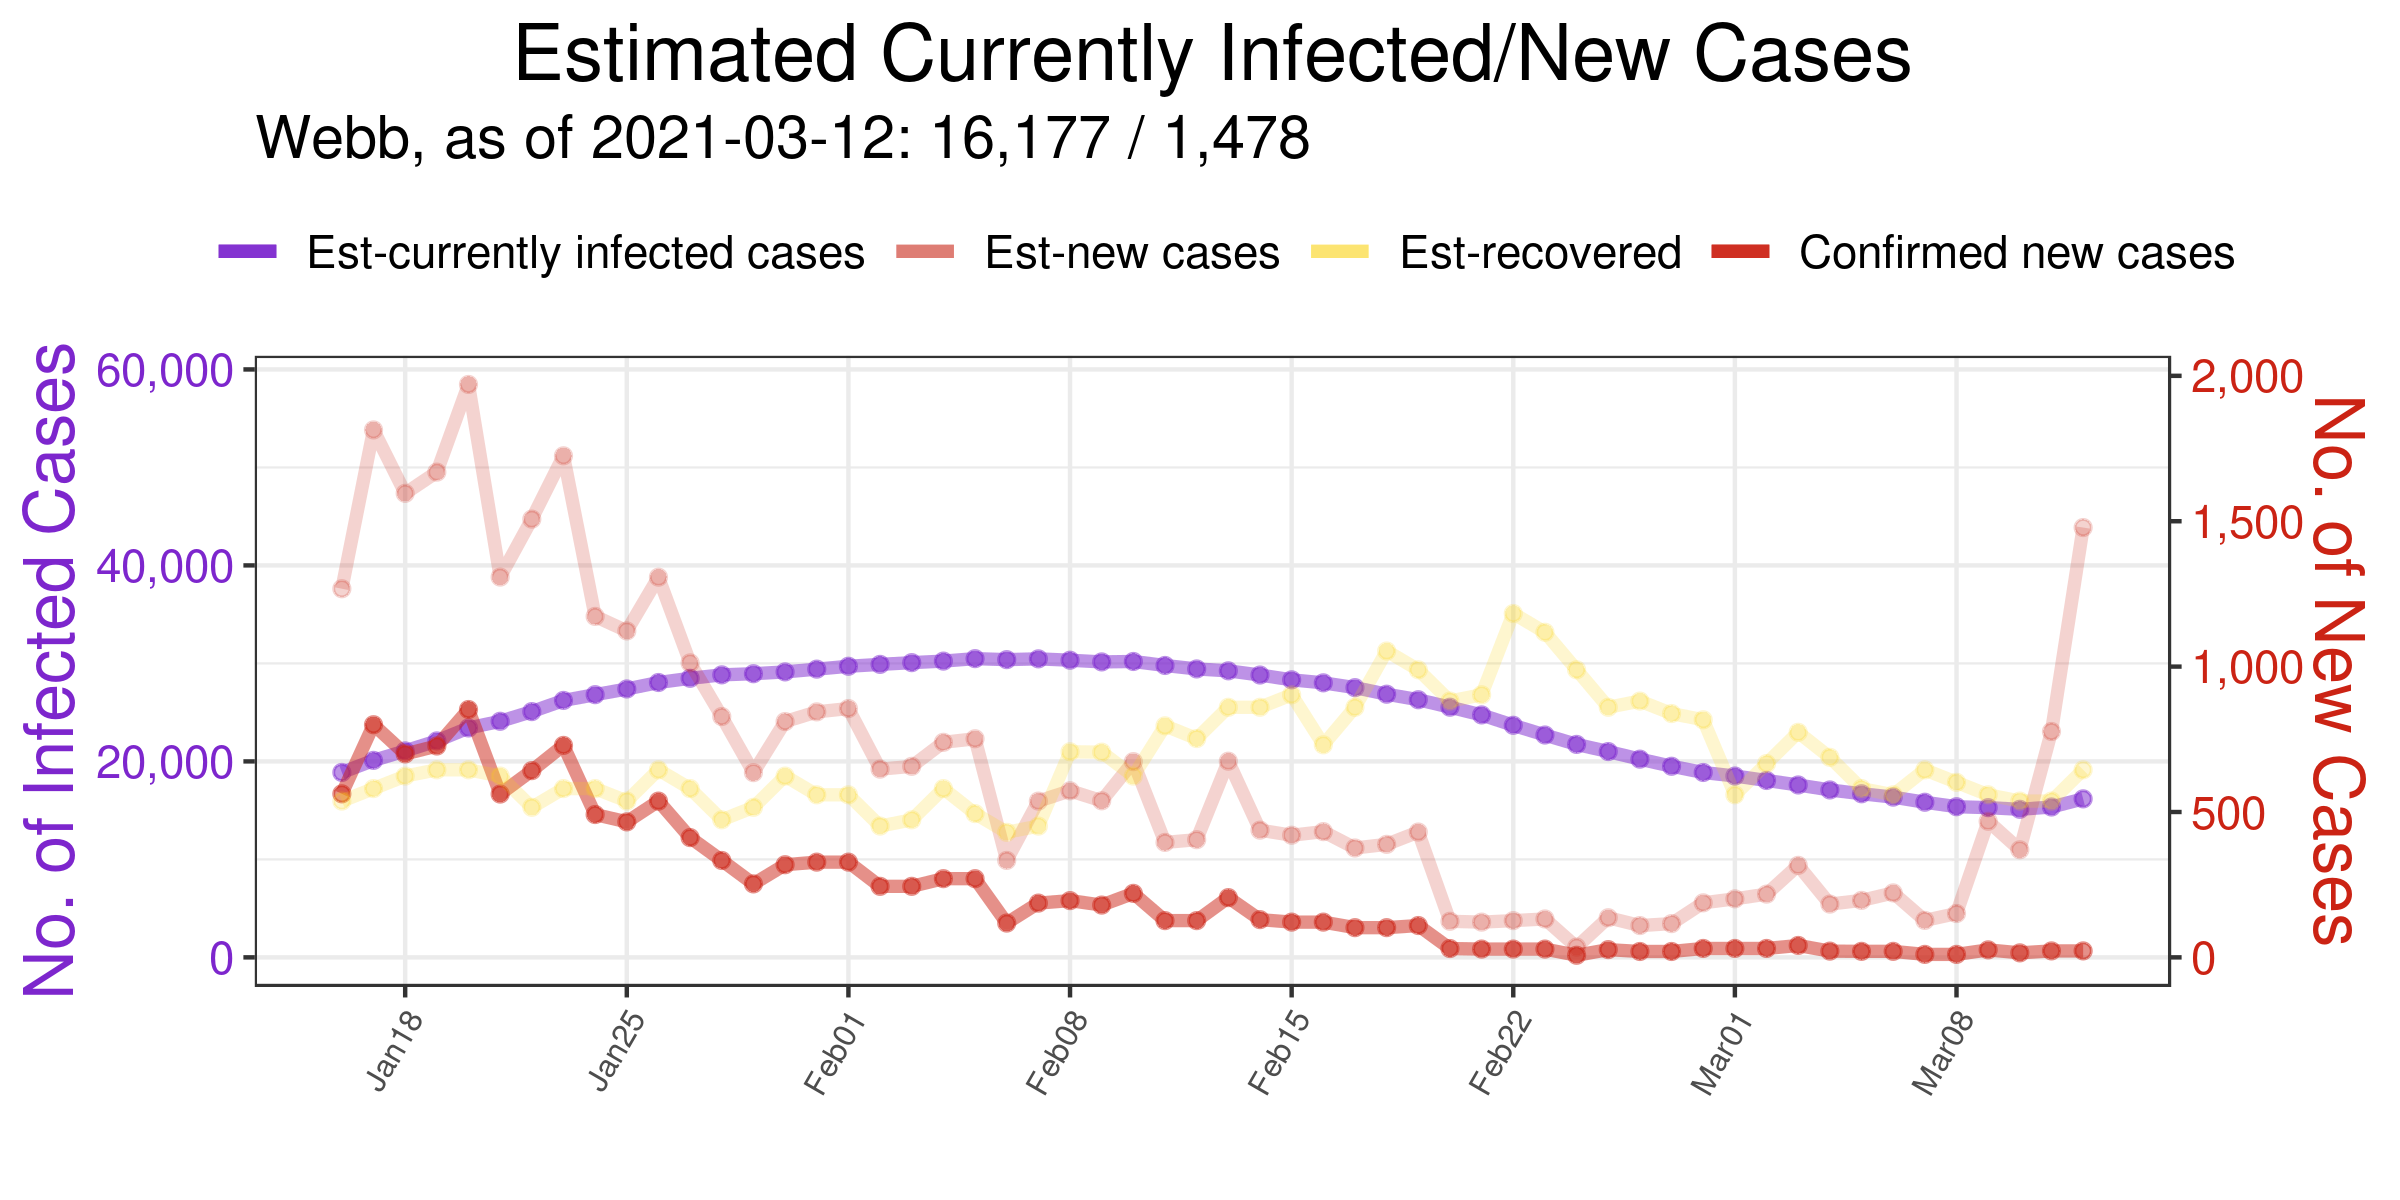 Estimated Currently Infected/New Cases
Webb, as of 2021-03-12: 16,177 / 1,478
Est-currently infected cases Est-new cases Est-recovered Confirmed new cases
No. of Infected Cases
60,000
40,000
20,000
0
2,000
1,500
1,000
500
0
No. of New Cases
Jan18 Jan25 Feb01 Feb08 Feb15 Feb22 Mar01 Mar08